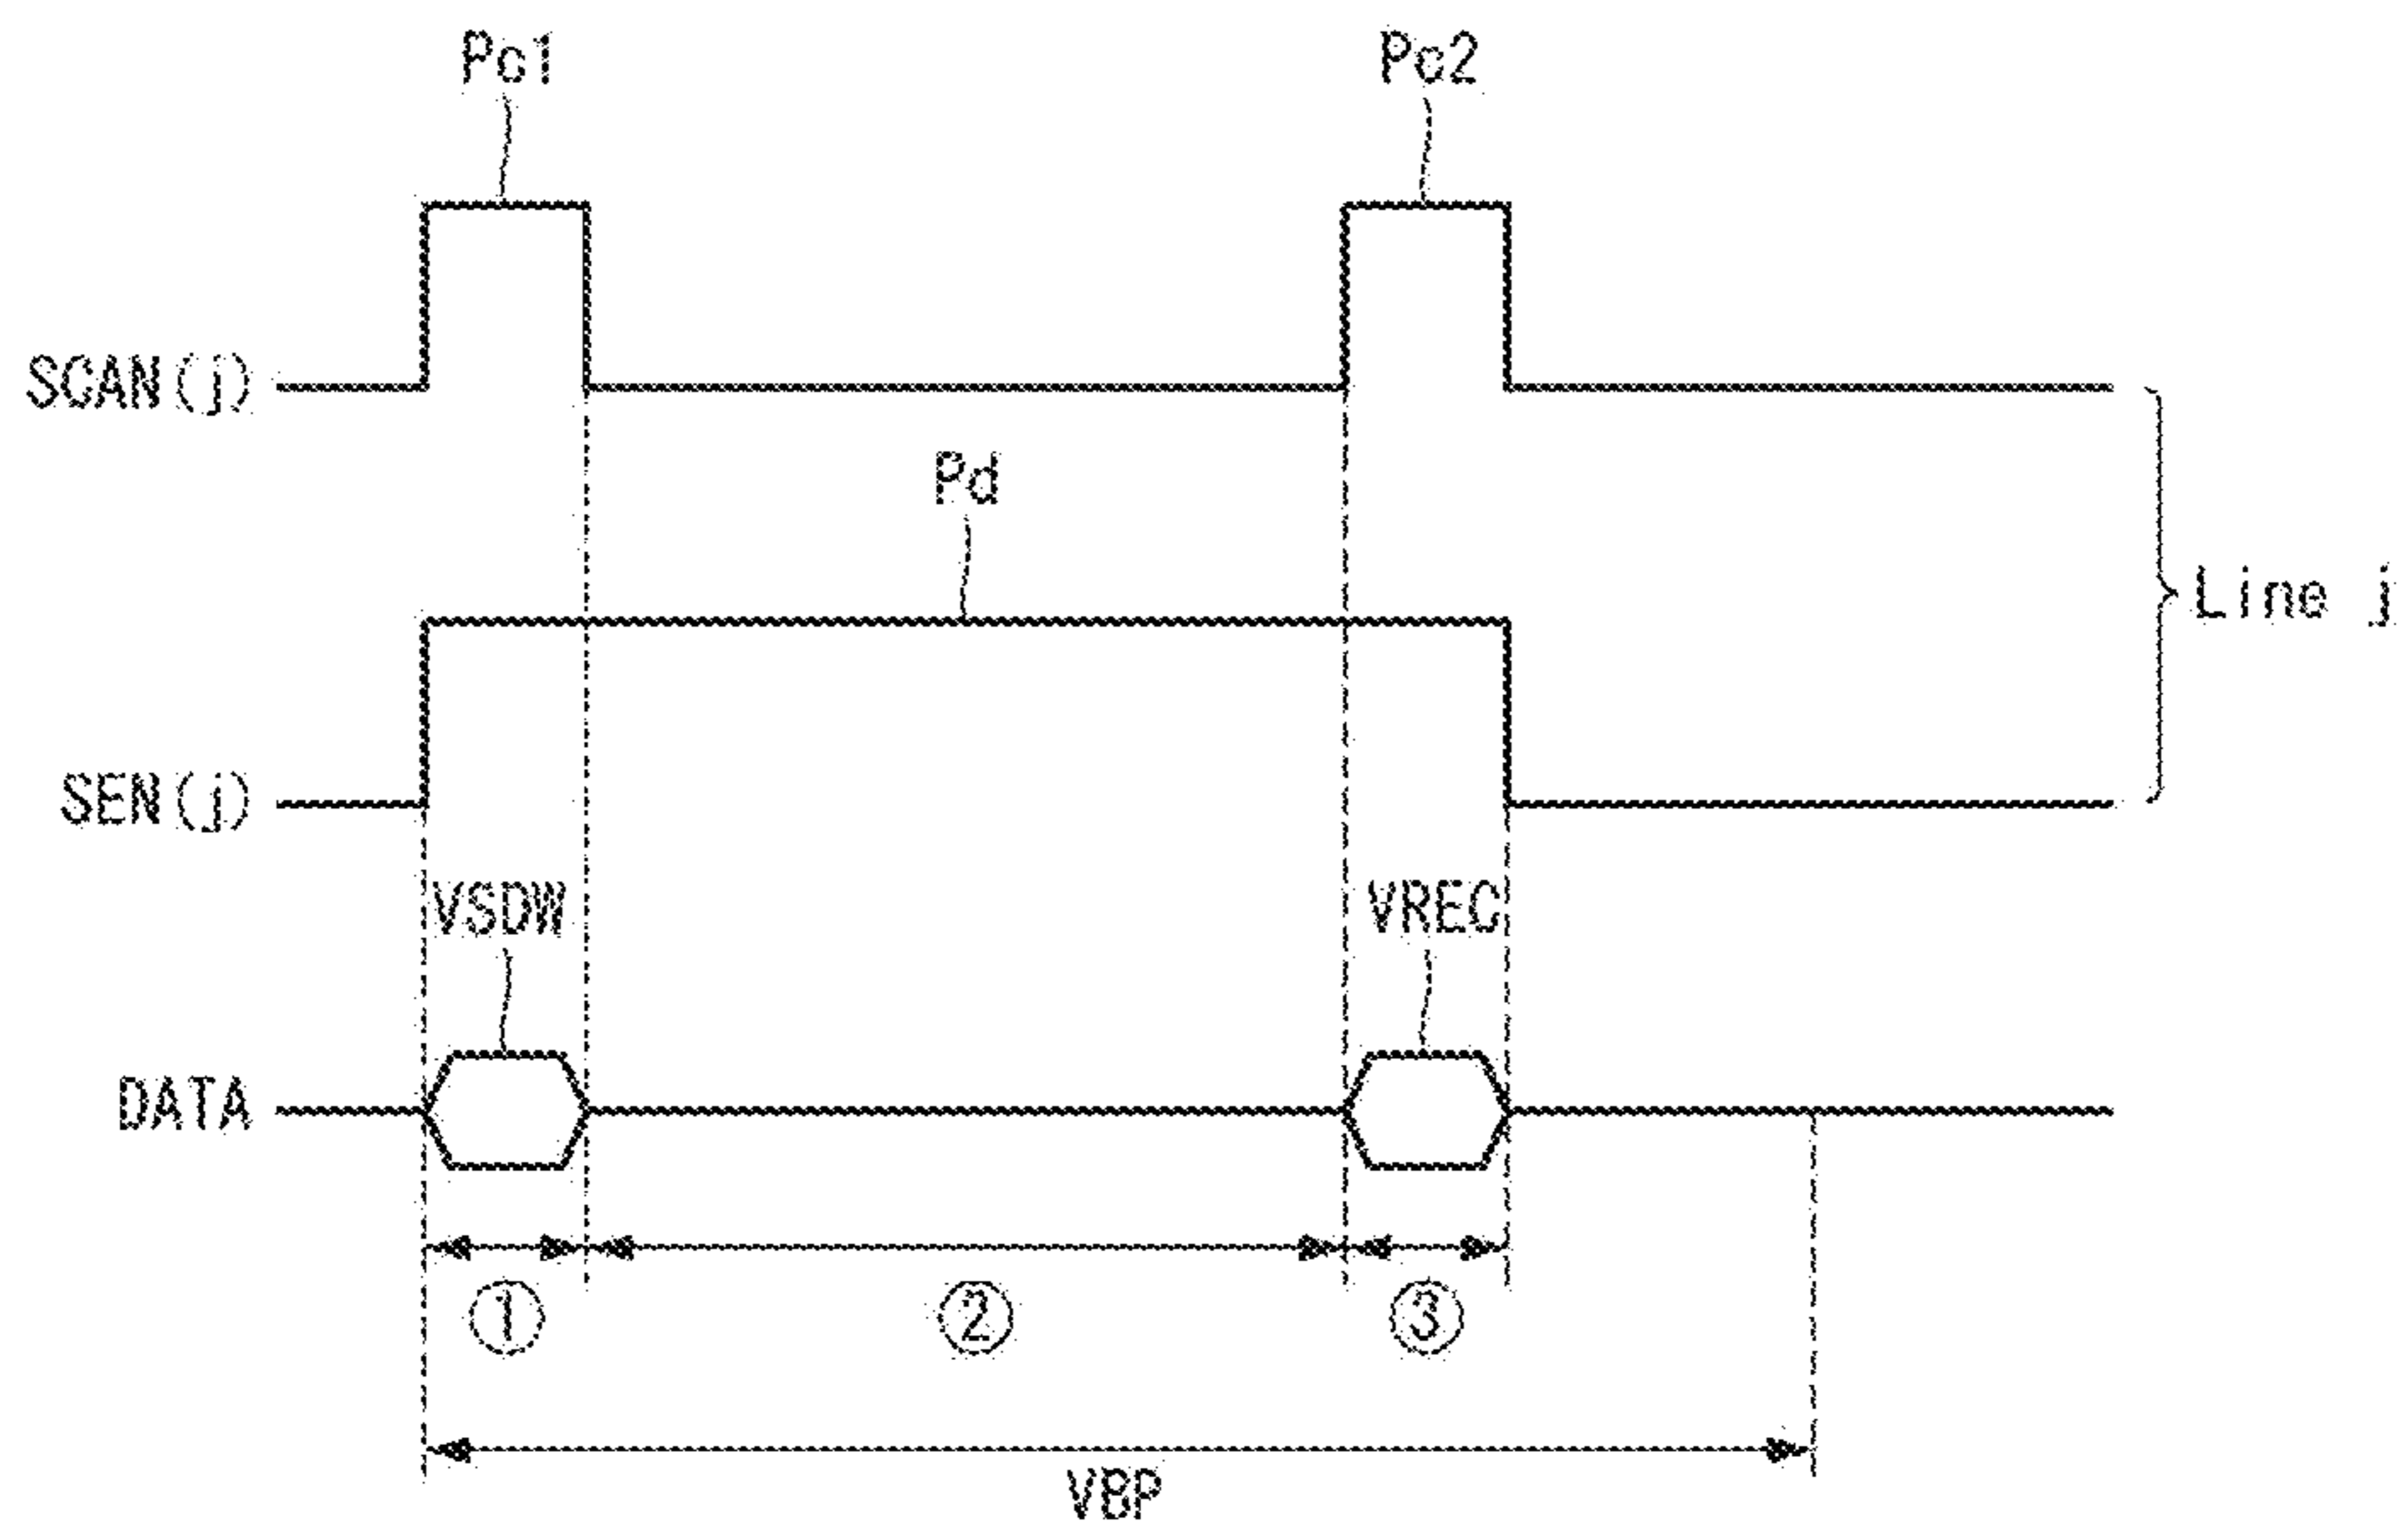 Pc1 Pc2
SCAN(j)
Pd
Line j
SEN(j)
VSDW VREC
DATA
① ② ③
VBP